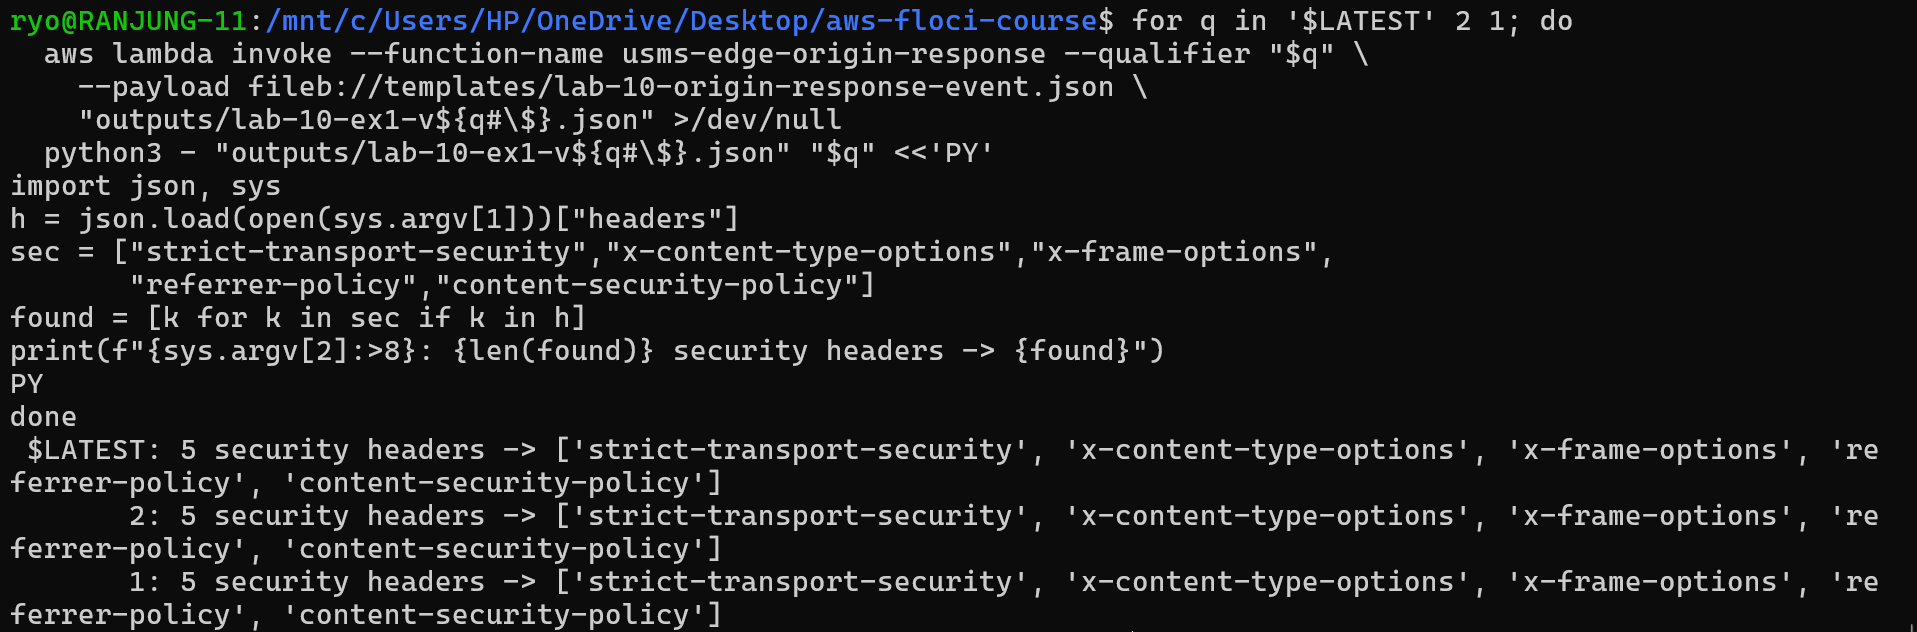 ryo@RANJUNG-11:/mnt/c/Users/HP/OneDrive/Desktop/aws-floci-course$ for q in '$LATEST' 2 1; do
  aws lambda invoke --function-name usms-edge-origin-response --qualifier "$q" \
    --payload fileb://templates/lab-10-origin-response-event.json \
    "outputs/lab-10-ex1-v${q#\$}.json" >/dev/null
  python3 - "outputs/lab-10-ex1-v${q#\$}.json" "$q" <<'PY'
import json, sys
h = json.load(open(sys.argv[1]))["headers"]
sec = ["strict-transport-security","x-content-type-options","x-frame-options",
       "referrer-policy","content-security-policy"]
found = [k for k in sec if k in h]
print(f"{sys.argv[2]:>8}: {len(found)} security headers -> {found}")
PY
done
 $LATEST: 5 security headers -> ['strict-transport-security', 'x-content-type-options', 'x-frame-options', 're
ferrer-policy', 'content-security-policy']
       2: 5 security headers -> ['strict-transport-security', 'x-content-type-options', 'x-frame-options', 're
ferrer-policy', 'content-security-policy']
       1: 5 security headers -> ['strict-transport-security', 'x-content-type-options', 'x-frame-options', 're
ferrer-policy', 'content-security-policy']